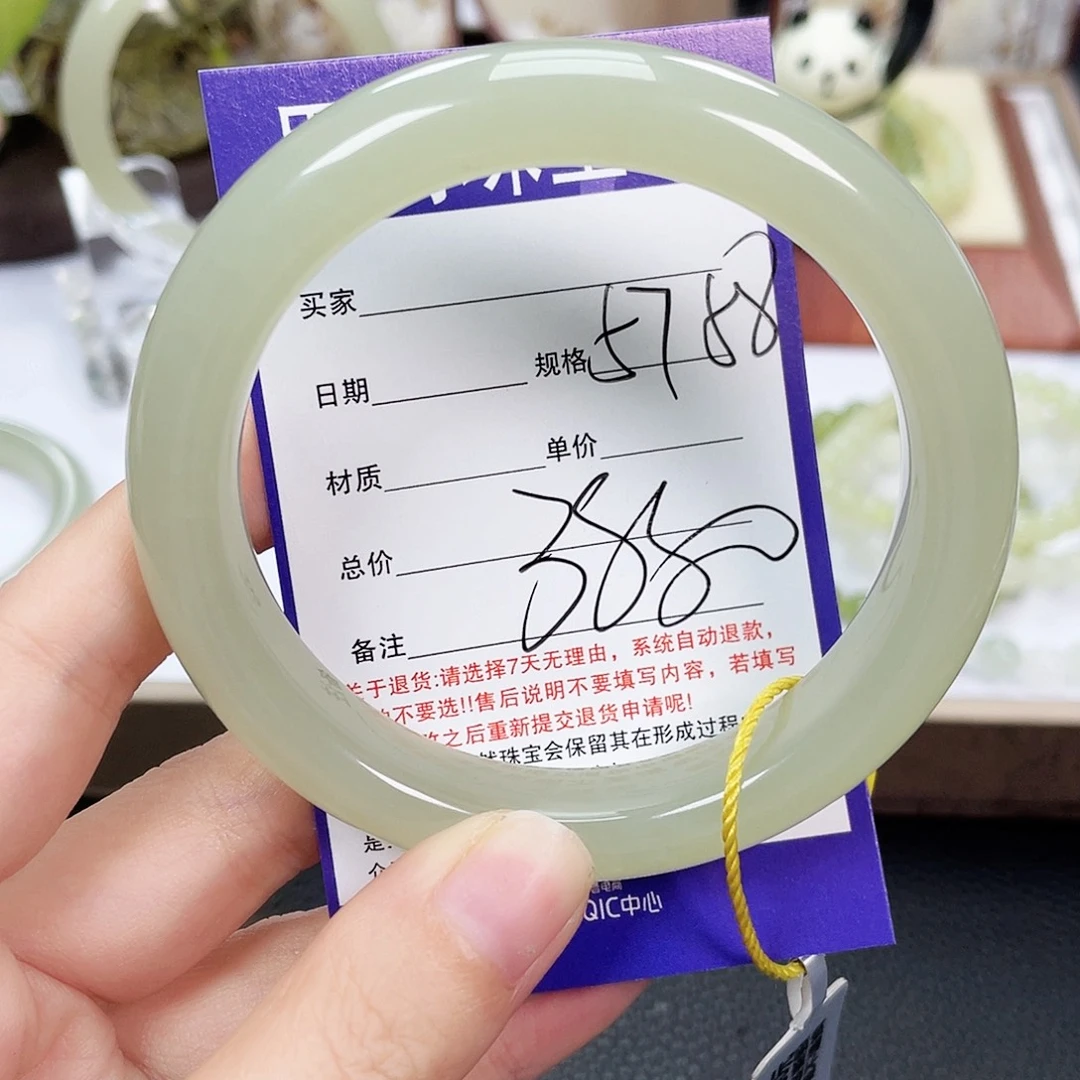 买家
日期 规格 5758
材质 单价
总价
备注
关于退货:请选择7天无理由，系统自动退款，
不要选!!售后说明不要填写内容，若填写
之后重新提交退货申请呢!
然珠宝会保留其在形成过程
QIC中心